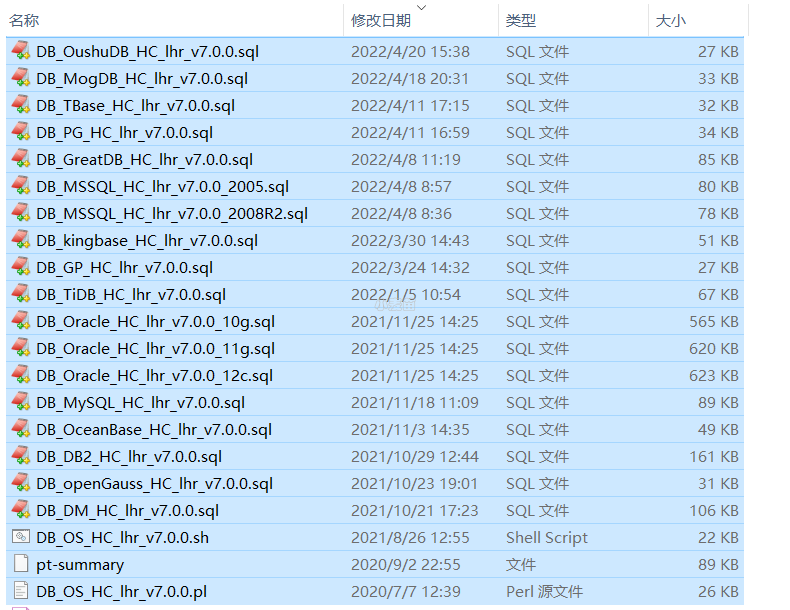 名称 修改日期 类型 大小
DB_OushuDB_HC_lhr_v7.0.0.sql 2022/4/20 15:38 SQL 文件 27 KB
DB_MogDB_HC_lhr_v7.0.0.sql 2022/4/18 20:31 SQL 文件 33 KB
DB_TBase_HC_lhr_v7.0.0.sql 2022/4/11 17:15 SQL 文件 32 KB
DB_PG_HC_lhr_v7.0.0.sql 2022/4/11 16:59 SQL 文件 34 KB
DB_GreatDB_HC_lhr_v7.0.0.sql 2022/4/8 11:19 SQL 文件 85 KB
DB_MSSQL_HC_lhr_v7.0.0_2005.sql 2022/4/8 8:57 SQL 文件 80 KB
DB_MSSQL_HC_lhr_v7.0.0_2008R2.sql 2022/4/8 8:36 SQL 文件 78 KB
DB_kingbase_HC_lhr_v7.0.0.sql 2022/3/30 14:43 SQL 文件 51 KB
DB_GP_HC_lhr_v7.0.0.sql 2022/3/24 14:32 SQL 文件 27 KB
DB_TiDB_HC_lhr_v7.0.0.sql 2022/1/5 10:54 SQL 文件 67 KB
DB_Oracle_HC_lhr_v7.0.0_10g.sql 2021/11/25 14:25 SQL 文件 565 KB
DB_Oracle_HC_lhr_v7.0.0_11g.sql 2021/11/25 14:25 SQL 文件 620 KB
DB_Oracle_HC_lhr_v7.0.0_12c.sql 2021/11/25 14:25 SQL 文件 623 KB
DB_MySQL_HC_lhr_v7.0.0.sql 2021/11/18 11:09 SQL 文件 89 KB
DB_OceanBase_HC_lhr_v7.0.0.sql 2021/11/3 14:35 SQL 文件 49 KB
DB_DB2_HC_lhr_v7.0.0.sql 2021/10/29 12:44 SQL 文件 161 KB
DB_openGauss_HC_lhr_v7.0.0.sql 2021/10/23 19:01 SQL 文件 31 KB
DB_DM_HC_lhr_v7.0.0.sql 2021/10/21 17:23 SQL 文件 106 KB
DB_OS_HC_lhr_v7.0.0.sh 2021/8/26 12:55 Shell Script 22 KB
pt-summary 2020/9/2 22:55 文件 89 KB
DB_OS_HC_lhr_v7.0.0.pl 2020/7/7 12:39 Perl 源文件 26 KB